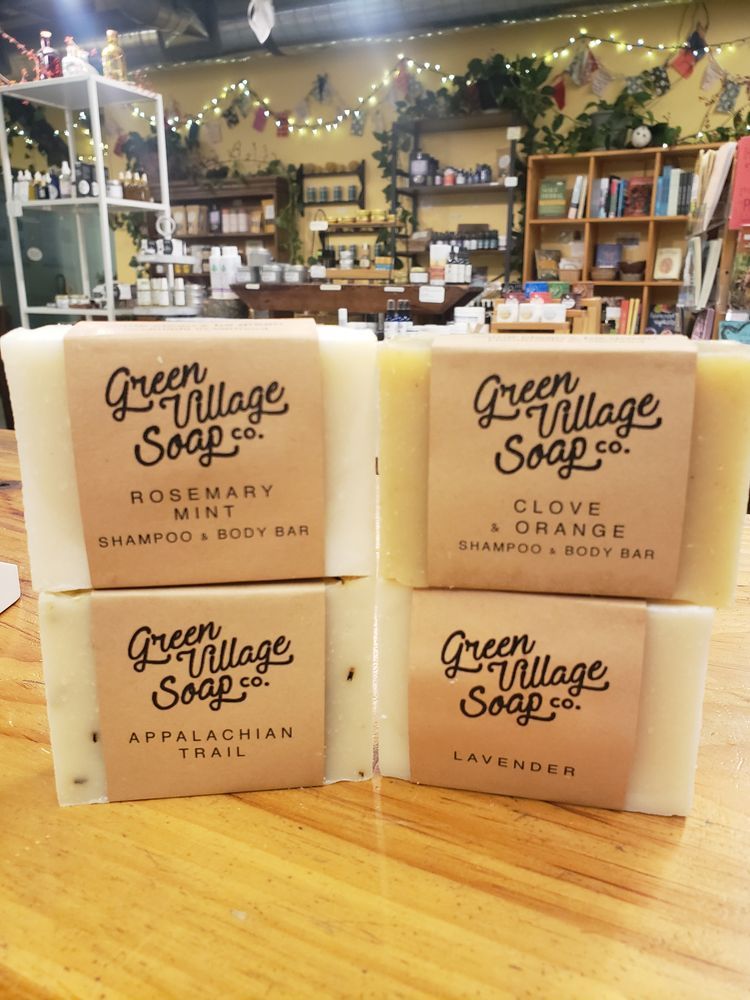 Green
Village
Soap co.
ROSEMARY
MINT
SHAMPOO & BODY BAR
Green
Village
Soap co.
CLOVE
& ORANGE
SHAMPOO & BODY BAR
Green
Village
Soap co.
APPALACHIAN
TRAIL
Green
Village
Soap co.
LAVENDER